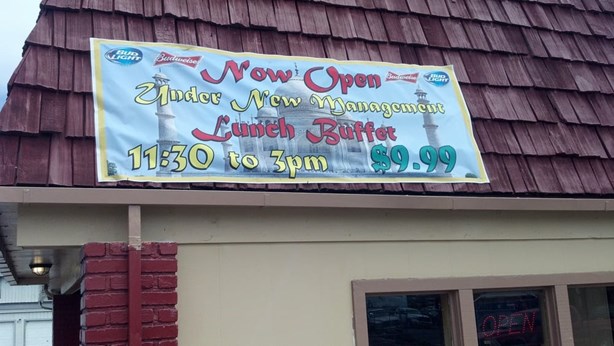 BUD LIGHT Budweiser Now Open Budweiser BUD LIGHT
Under New Management
Lunch Buffet
11:30 to 3pm $9.99
OPEN